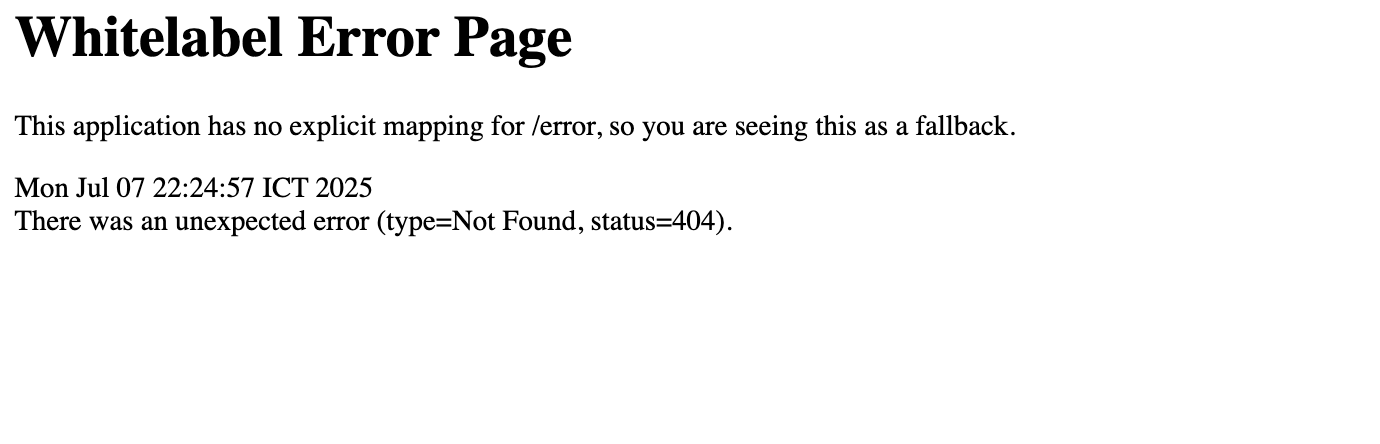 Whitelabel Error Page
This application has no explicit mapping for /error, so you are seeing this as a fallback.
Mon Jul 07 22:24:57 ICT 2025
There was an unexpected error (type=Not Found, status=404).